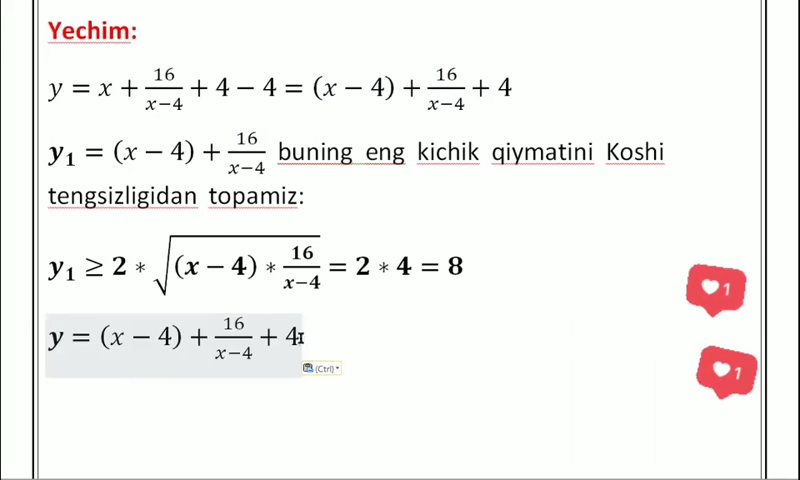 Yechim:
y = x + 16/(x−4) + 4 − 4 = (x − 4) + 16/(x−4) + 4
y₁ = (x − 4) + 16/(x−4) buning eng kichik qiymatini Koshi
tengsizligidan topamiz:
y₁ ≥ 2 * √((x − 4) * 16/(x−4)) = 2 * 4 = 8
y = (x − 4) + 16/(x−4) + 4
(Ctrl)
1
1